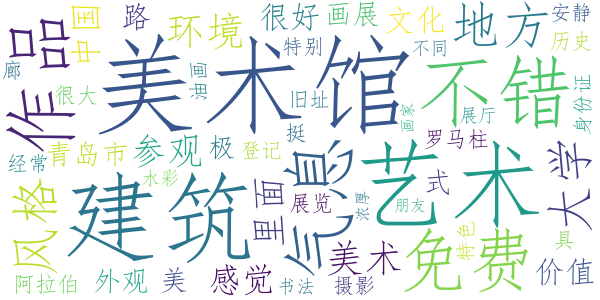 中国
路
环境
很好
画展
文化
地方
安静
历史
作品
廊
很大
美术馆
油画
特别
旧址
不同
不错
画家
展厅
身份证
经常
青岛市
参观
极
登记
挺
气息
罗马柱
艺术
大学
风格
水彩
建筑
里面
展览
浓厚
式
朋友
特色
具
阿拉伯
外观
美
感觉
书法
美术
摄影
免费
价值